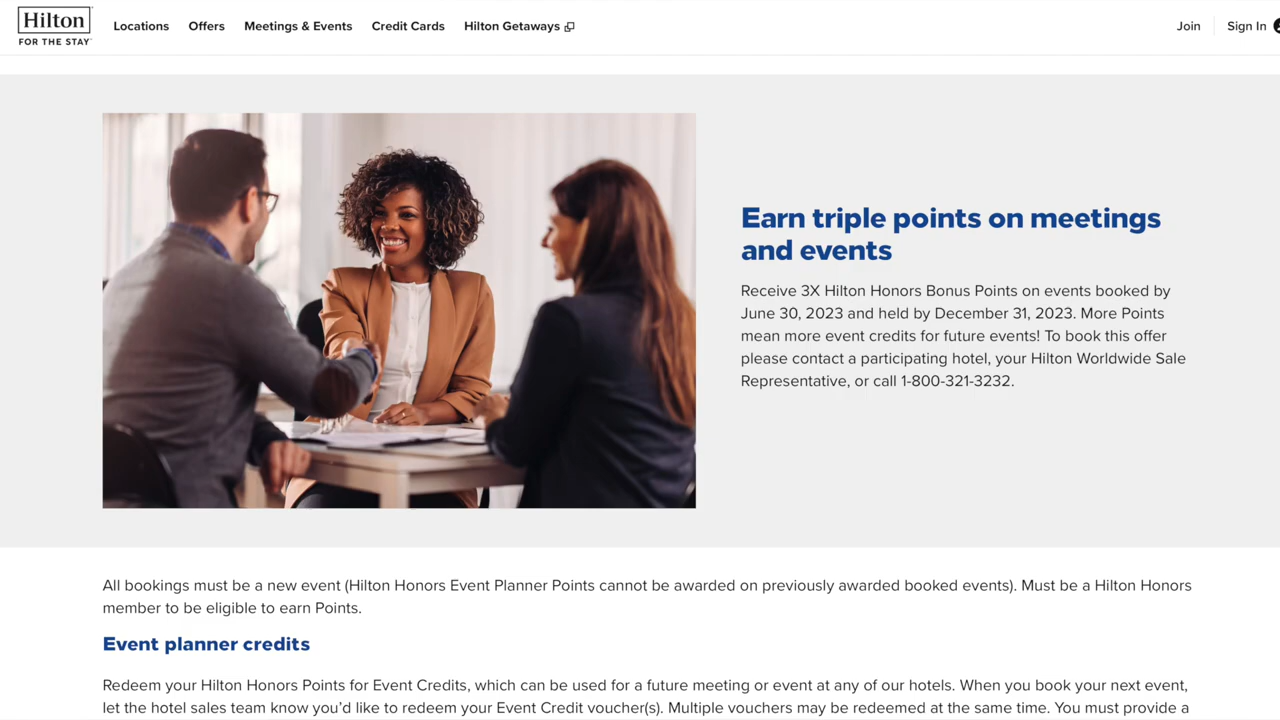 Hilton
FOR THE STAY
Locations Offers Meetings & Events Credit Cards Hilton Getaways Join Sign In
Earn triple points on meetings
and events
Receive 3X Hilton Honors Bonus Points on events booked by
June 30, 2023 and held by December 31, 2023. More Points
mean more event credits for future events! To book this offer
please contact a participating hotel, your Hilton Worldwide Sale
Representative, or call 1-800-321-3232.
All bookings must be a new event (Hilton Honors Event Planner Points cannot be awarded on previously awarded booked events). Must be a Hilton Honors
member to be eligible to earn Points.
Event planner credits
Redeem your Hilton Honors Points for Event Credits, which can be used for a future meeting or event at any of our hotels. When you book your next event,
let the hotel sales team know you’d like to redeem your Event Credit voucher(s). Multiple vouchers may be redeemed at the same time. You must provide a